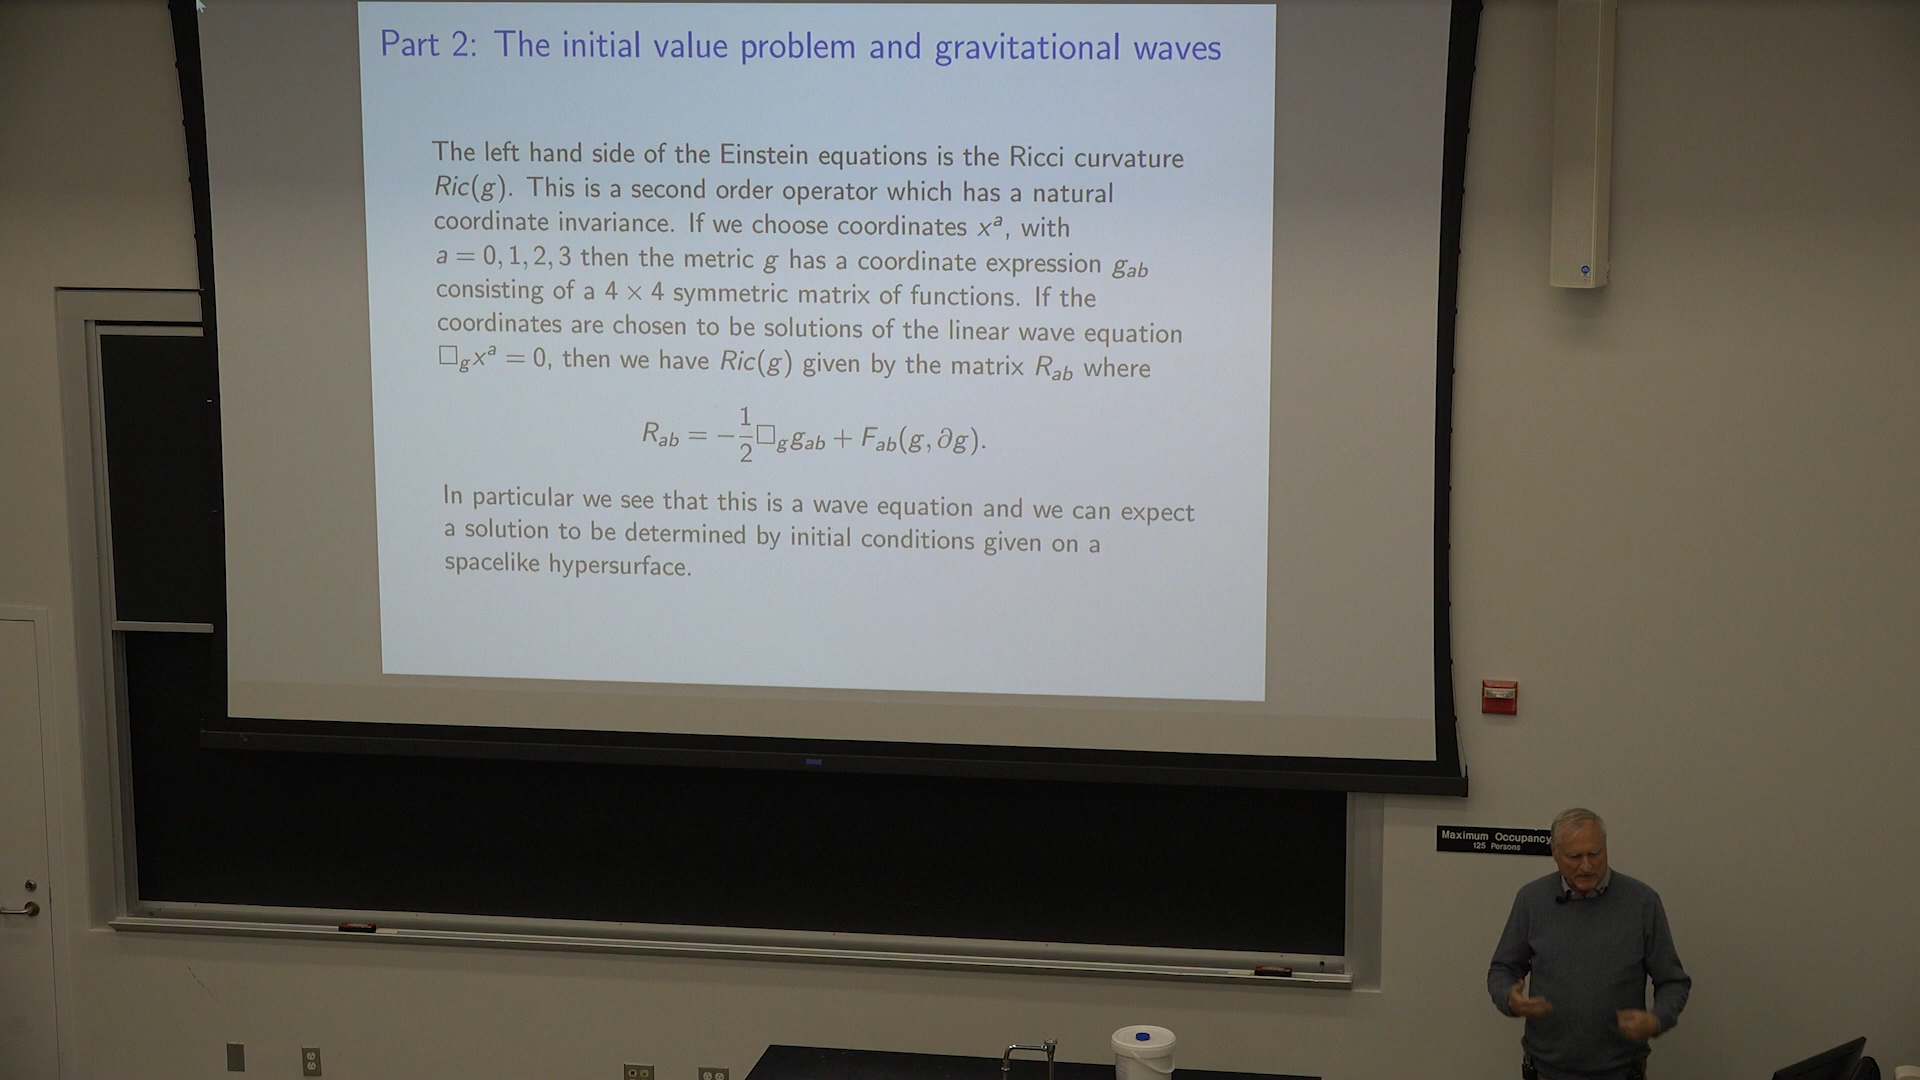 Part 2: The initial value problem and gravitational waves
The left hand side of the Einstein equations is the Ricci curvature
Ric(g). This is a second order operator which has a natural
coordinate invariance. If we choose coordinates xᵃ, with
a = 0, 1, 2, 3 then the metric g has a coordinate expression g_ab
consisting of a 4 × 4 symmetric matrix of functions. If the
coordinates are chosen to be solutions of the linear wave equation
□_g xᵃ = 0, then we have Ric(g) given by the matrix R_ab where
R_ab = −1/2 □_g g_ab + F_ab(g, ∂g).
In particular we see that this is a wave equation and we can expect
a solution to be determined by initial conditions given on a
spacelike hypersurface.
Maximum Occupancy
125 Persons